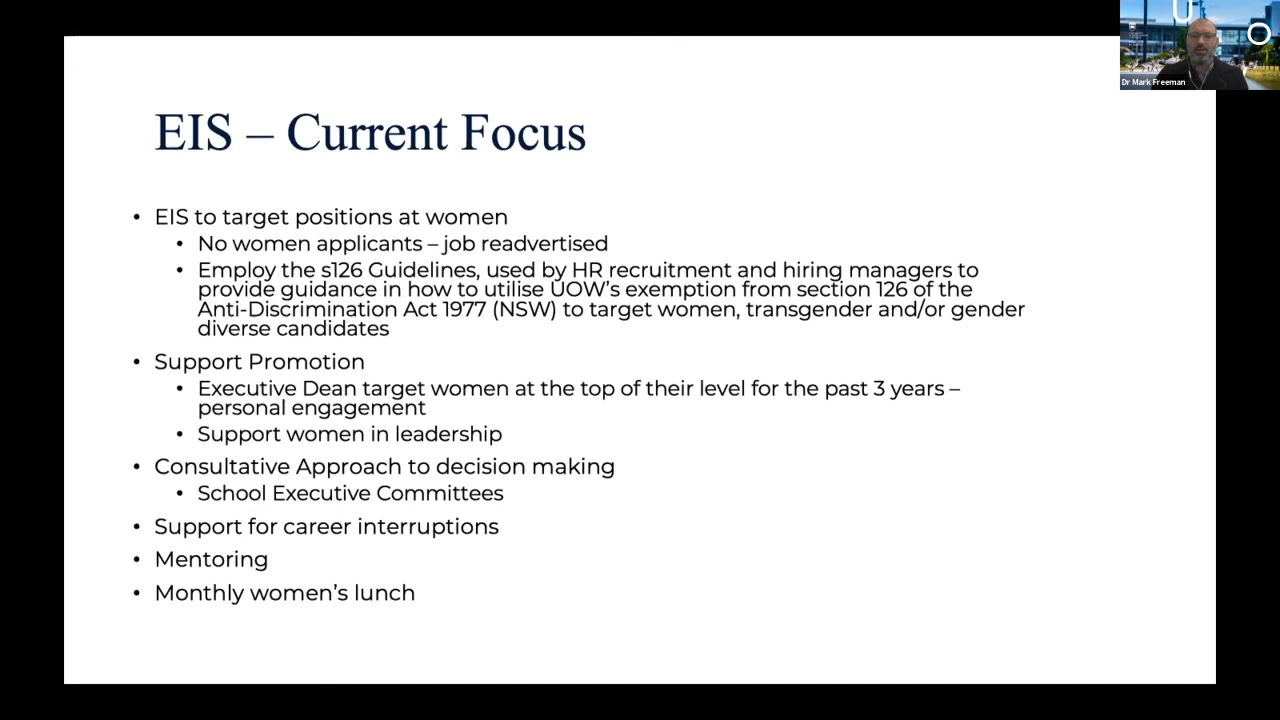 U
O
Dr Mark Freeman
EIS – Current Focus
• EIS to target positions at women
• No women applicants – job readvertised
• Employ the s126 Guidelines, used by HR recruitment and hiring managers to
provide guidance in how to utilise UOW’s exemption from section 126 of the
Anti-Discrimination Act 1977 (NSW) to target women, transgender and/or gender
diverse candidates
• Support Promotion
• Executive Dean target women at the top of their level for the past 3 years –
personal engagement
• Support women in leadership
• Consultative Approach to decision making
• School Executive Committees
• Support for career interruptions
• Mentoring
• Monthly women’s lunch